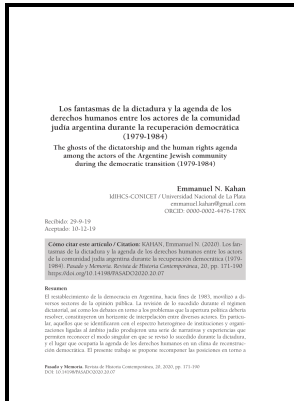 Los fantasmas de la dictadura y la agenda de los
derechos humanos entre los actores de la comunidad
judía argentina durante la recuperación democrática
(1979-1984)
The ghosts of the dictatorship and the human rights agenda
among the actors of the Argentine Jewish community
during the democratic transition (1979-1984)
Emmanuel N. Kahan
IDIHCS-CONICET / Universidad Nacional de La Plata
emmanuel.kahan@gmail.com
ORCID: 0000-0002-4476-178X
Recibido: 29-9-19
Aceptado: 10-12-19
Cómo citar este artículo / Citation: KAHAN, Emmanuel N. (2020). Los fan-
tasmas de la dictadura y la agenda de los derechos humanos entre los actores de
la comunidad judía argentina durante la recuperación democrática (1979-
1984). Pasado y Memoria. Revista de Historia Contemporánea, 20, pp. 171-190
https://doi.org/10.14198/PASADO2020.20.07
Resumen
El restablecimiento de la democracia en Argentina, hacia fines de 1983, movilizó a di-
versos sectores de la opinión pública. La revisión de lo sucedido durante el régimen
dictatorial, así como los debates en torno a los problemas que la apertura política debería
resolver, constituyeron un horizonte de interpelación entre diversos actores. En particu-
lar, aquellos que se identificaron con el espectro heterogéneo de instituciones y organi-
zaciones ligadas al ámbito judío produjeron una serie de narrativas y experiencias que
permiten reconocer el modo singular en que se revisó lo sucedido durante la dictadura,
y el lugar que ocuparía la agenda de los derechos humanos en un clima de reconstruc-
ción democrática. El presente trabajo se propone recomponer las posiciones en torno a
Pasado y Memoria. Revista de Historia Contemporánea, 20, 2020, pp. 171-190
DOI: 10.14198/PASADO2020.20.07